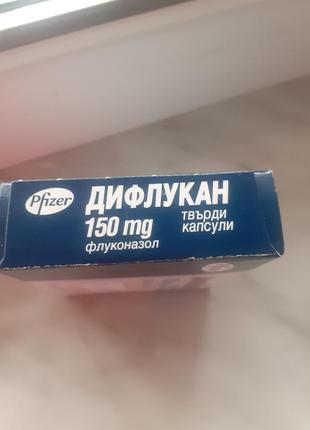 Pfizer
ДИФЛУКАН
150 mg
твърди
капсули
флуконазол